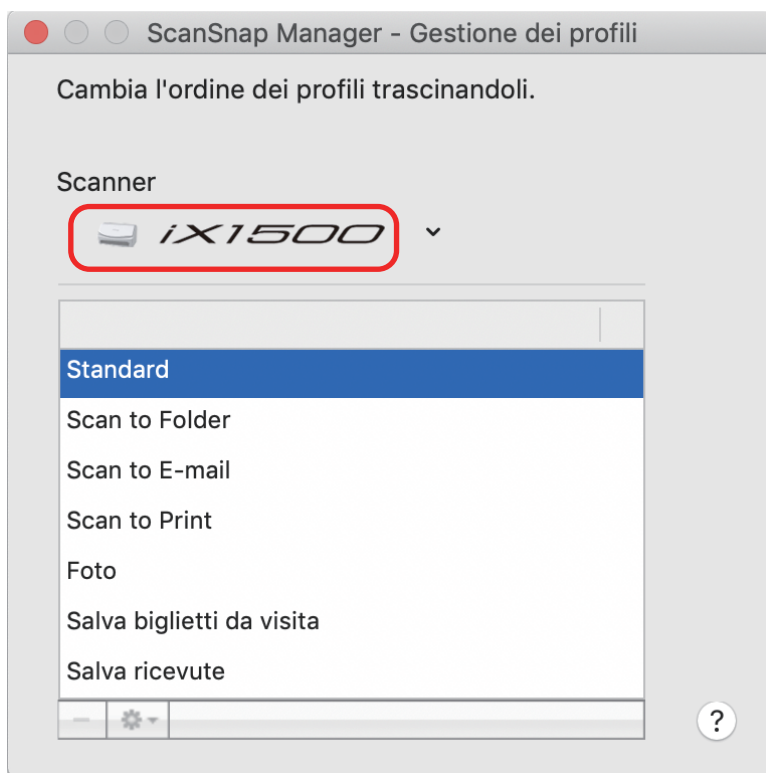 ScanSnap Manager - Gestione dei profili
Cambia l'ordine dei profili trascinandoli.
Scanner
iX1500
Standard
Scan to Folder
Scan to E-mail
Scan to Print
Foto
Salva biglietti da visita
Salva ricevute
?